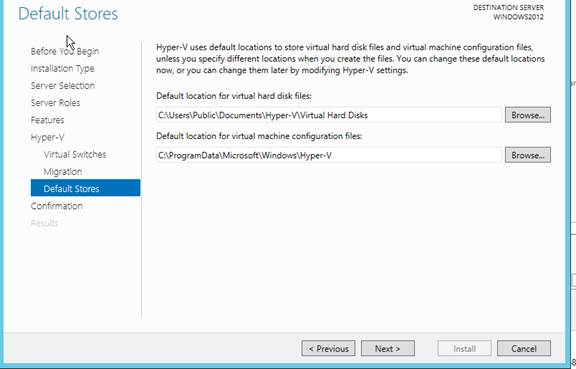 Default Stores
DESTINATION SERVER
WINDOWS2012
Before You Begin
Installation Type
Server Selection
Server Roles
Features
Hyper-V
Virtual Switches
Migration
Default Stores
Confirmation
Results
Hyper-V uses default locations to store virtual hard disk files and virtual machine configuration files,
unless you specify different locations when you create the files. You can change these default locations
now, or you can change them later by modifying Hyper-V settings.
Default location for virtual hard disk files:
C:\Users\Public\Documents\Hyper-V\Virtual Hard Disks
Browse...
Default location for virtual machine configuration files:
C:\ProgramData\Microsoft\Windows\Hyper-V
Browse...
< Previous
Next >
Install
Cancel